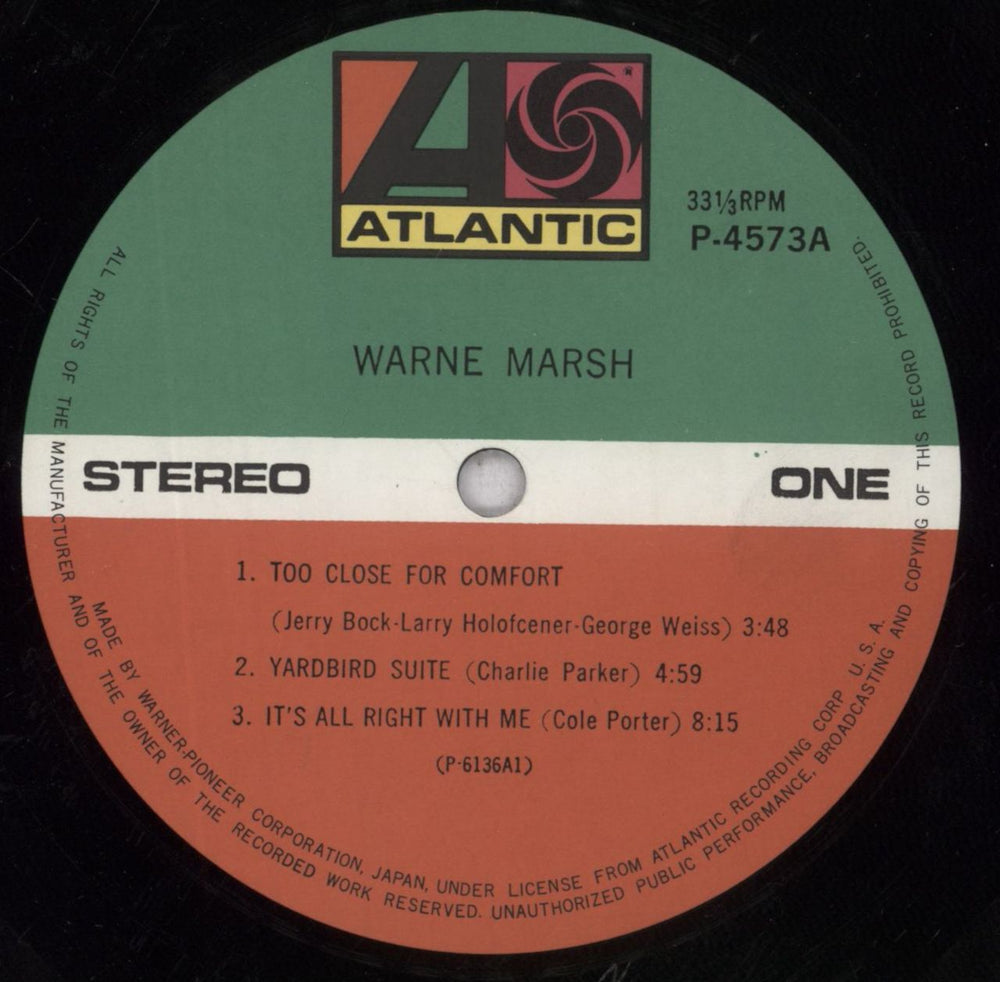 A
®
ATLANTIC
33⅓RPM
P-4573A
WARNE MARSH
STEREO
ONE
1. TOO CLOSE FOR COMFORT
(Jerry Bock-Larry Holofcener-George Weiss) 3:48
2. YARDBIRD SUITE (Charlie Parker) 4:59
3. IT'S ALL RIGHT WITH ME (Cole Porter) 8:15
(P-6136A1)
MADE BY WARNER-PIONEER CORPORATION, JAPAN, UNDER LICENSE FROM ATLANTIC RECORDING CORP. U. S. A.
ALL RIGHTS OF THE MANUFACTURER AND OF THE OWNER OF THE RECORDED WORK RESERVED. UNAUTHORIZED PUBLIC PERFORMANCE, BROADCASTING AND COPYING OF THIS RECORD PROHIBITED.